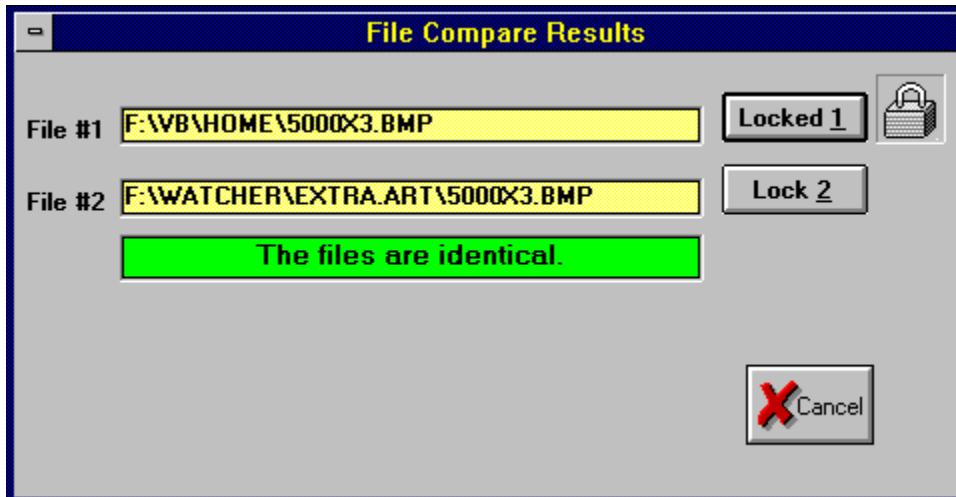 File Compare Results
File #1 F:\VB\HOME\5000X3.BMP Locked 1
File #2 F:\WATCHER\EXTRA.ART\5000X3.BMP Lock 2
The files are identical.
Cancel